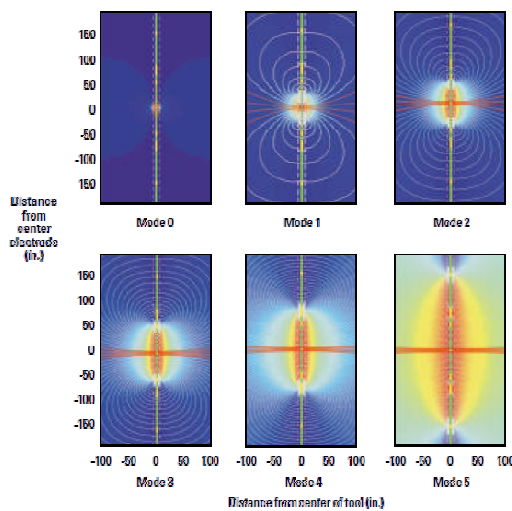 150
100
50
0
-50
-100
150
Mode 0
Mode 1
Mode 2
Distance
from
center
electrode
(in.)
150
100
50
0
-50
-100
-150
-100 -50 0 50 100
-100 -50 0 50 100
-100 -50 0 50 100
Mode 3
Mode 4
Mode 5
Distance from center of tool (in.)